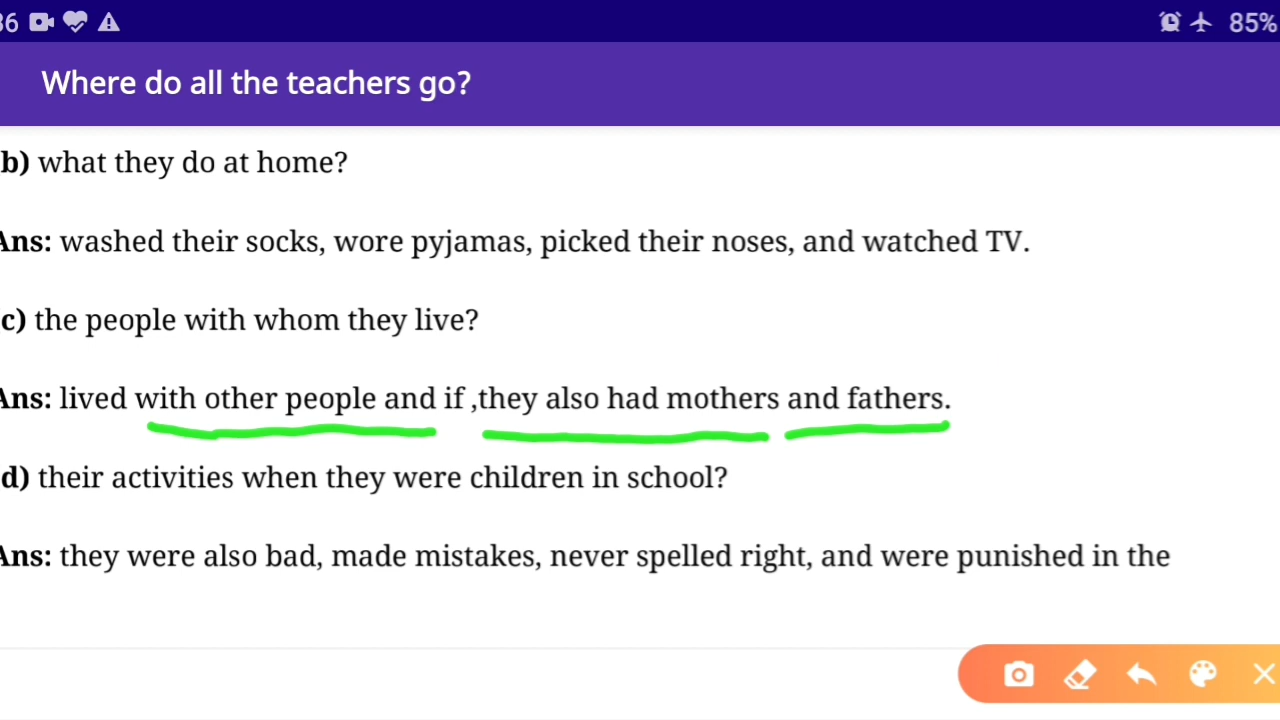 36 85%
Where do all the teachers go?
b) what they do at home?
Ans: washed their socks, wore pyjamas, picked their noses, and watched TV.
c) the people with whom they live?
Ans: lived with other people and if ,they also had mothers and fathers.
d) their activities when they were children in school?
Ans: they were also bad, made mistakes, never spelled right, and were punished in the